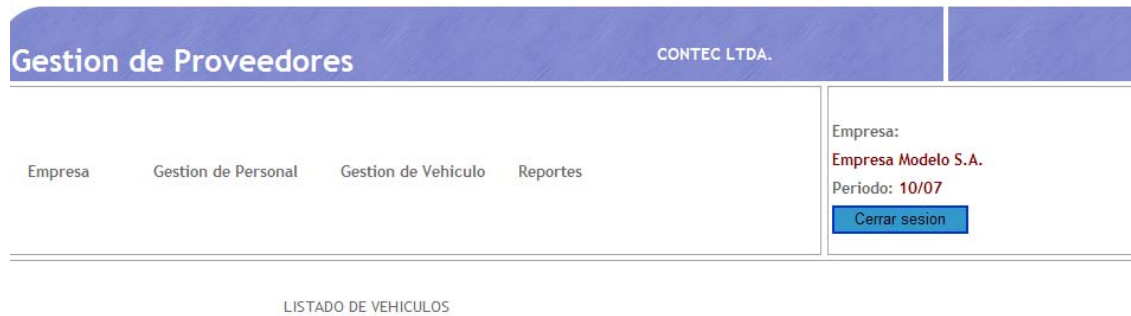 Gestion de Proveedores
CONTEC LTDA.
Empresa
Gestion de Personal
Gestion de Vehiculo
Reportes
Empresa:
Empresa Modelo S.A.
Periodo: 10/07
Cerrar sesion
LISTADO DE VEHICULOS